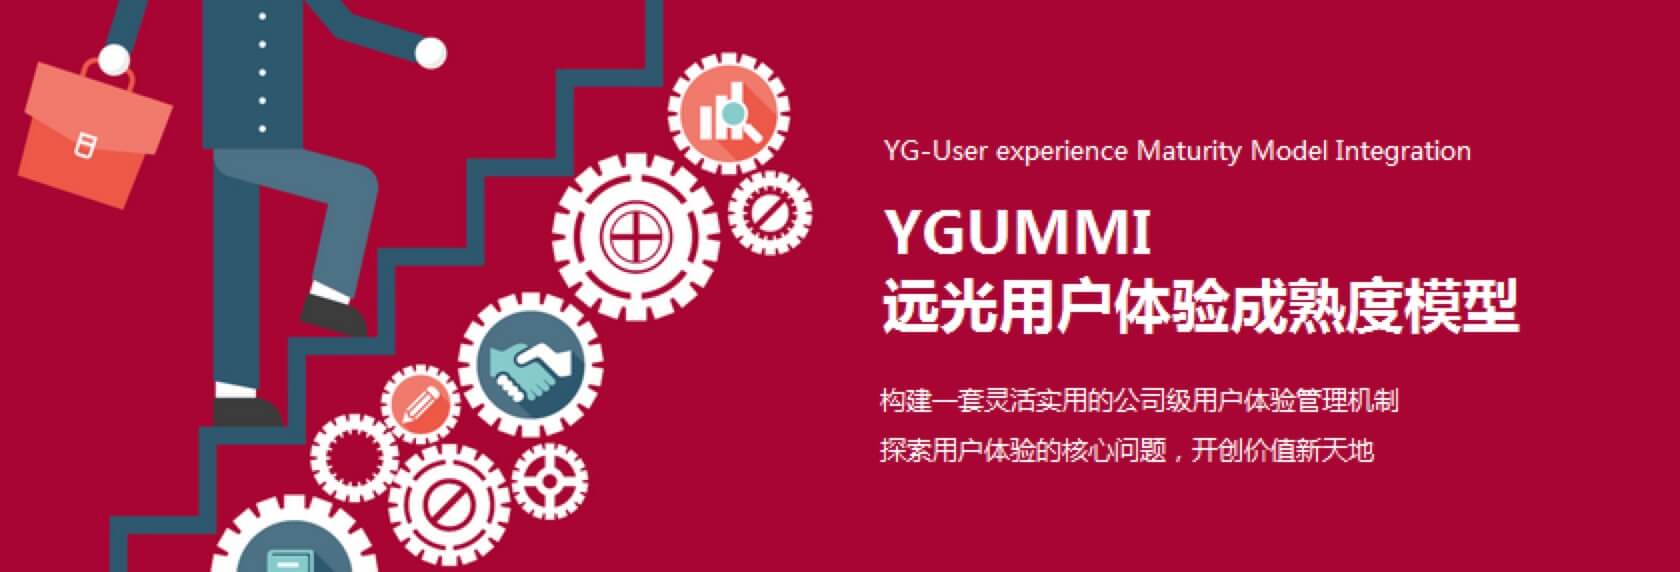 YG-User experience Maturity Model Integration
YGUMMI
远光用户体验成熟度模型
构建一套灵活实用的公司级用户体验管理机制
探索用户体验的核心问题，开创价值新天地